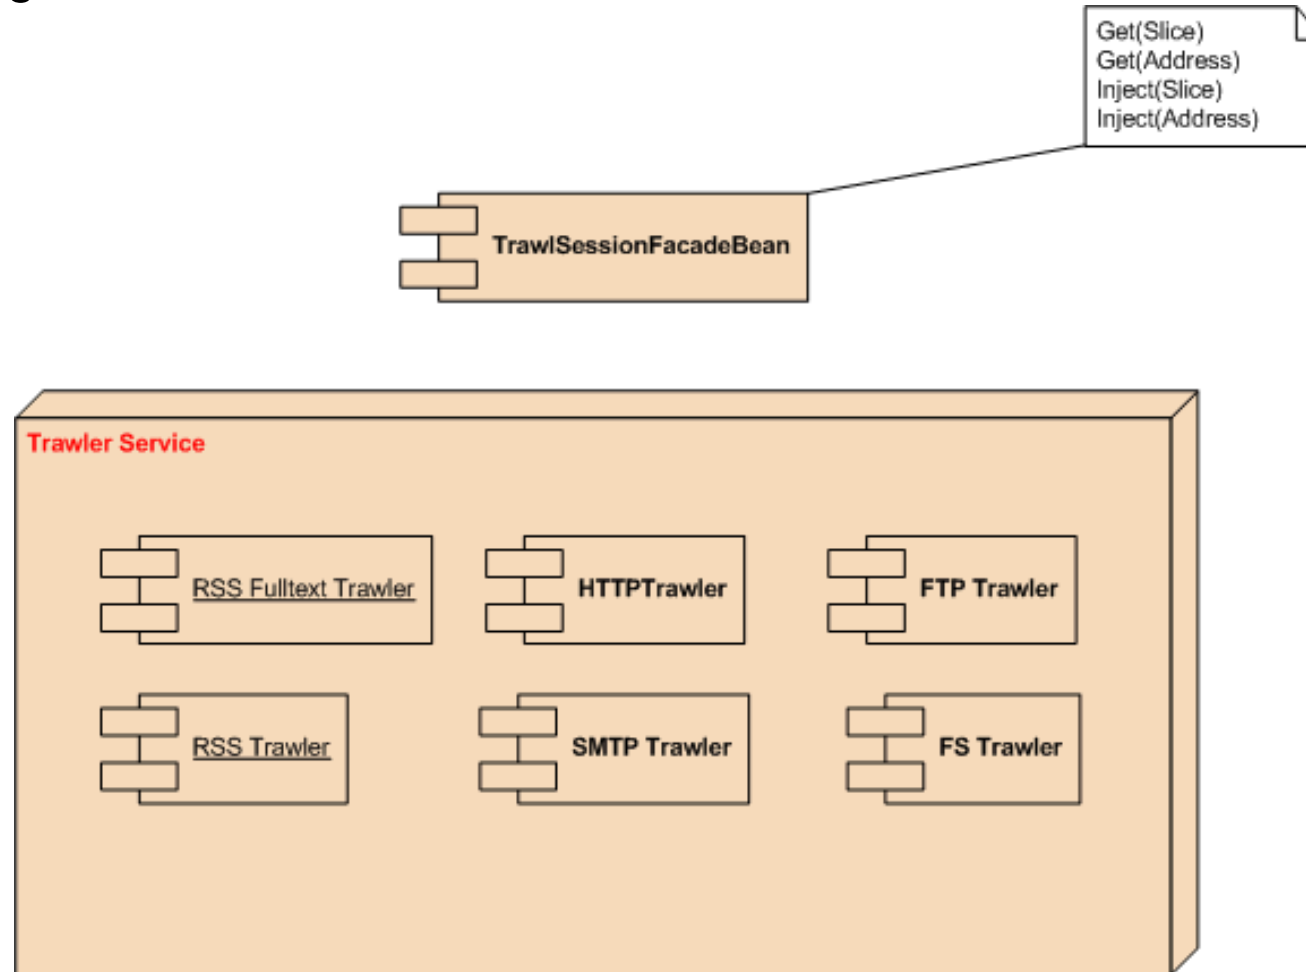 Get(Slice)
Get(Address)
Inject(Slice)
Inject(Address)
TrawlSessionFacadeBean
Trawler Service
RSS Fulltext Trawler
HTTPTrawler
FTP Trawler
RSS Trawler
SMTP Trawler
FS Trawler